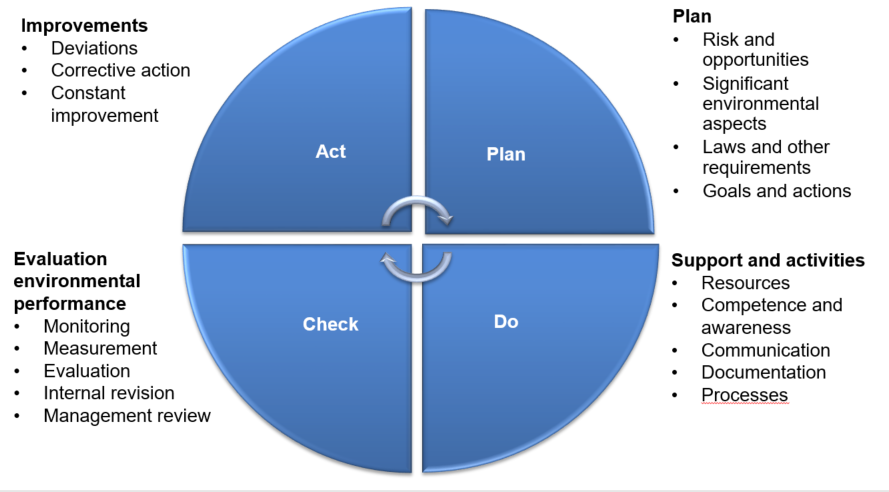 Improvements
• Deviations
• Corrective action
• Constant
improvement
Act
Plan
Plan
• Risk and
opportunities
• Significant
environmental
aspects
• Laws and other
requirements
• Goals and actions
Evaluation
environmental
performance
• Monitoring
• Measurement
• Evaluation
• Internal revision
• Management review
Check
Do
Support and activities
• Resources
• Competence and
awareness
• Communication
• Documentation
• Processes